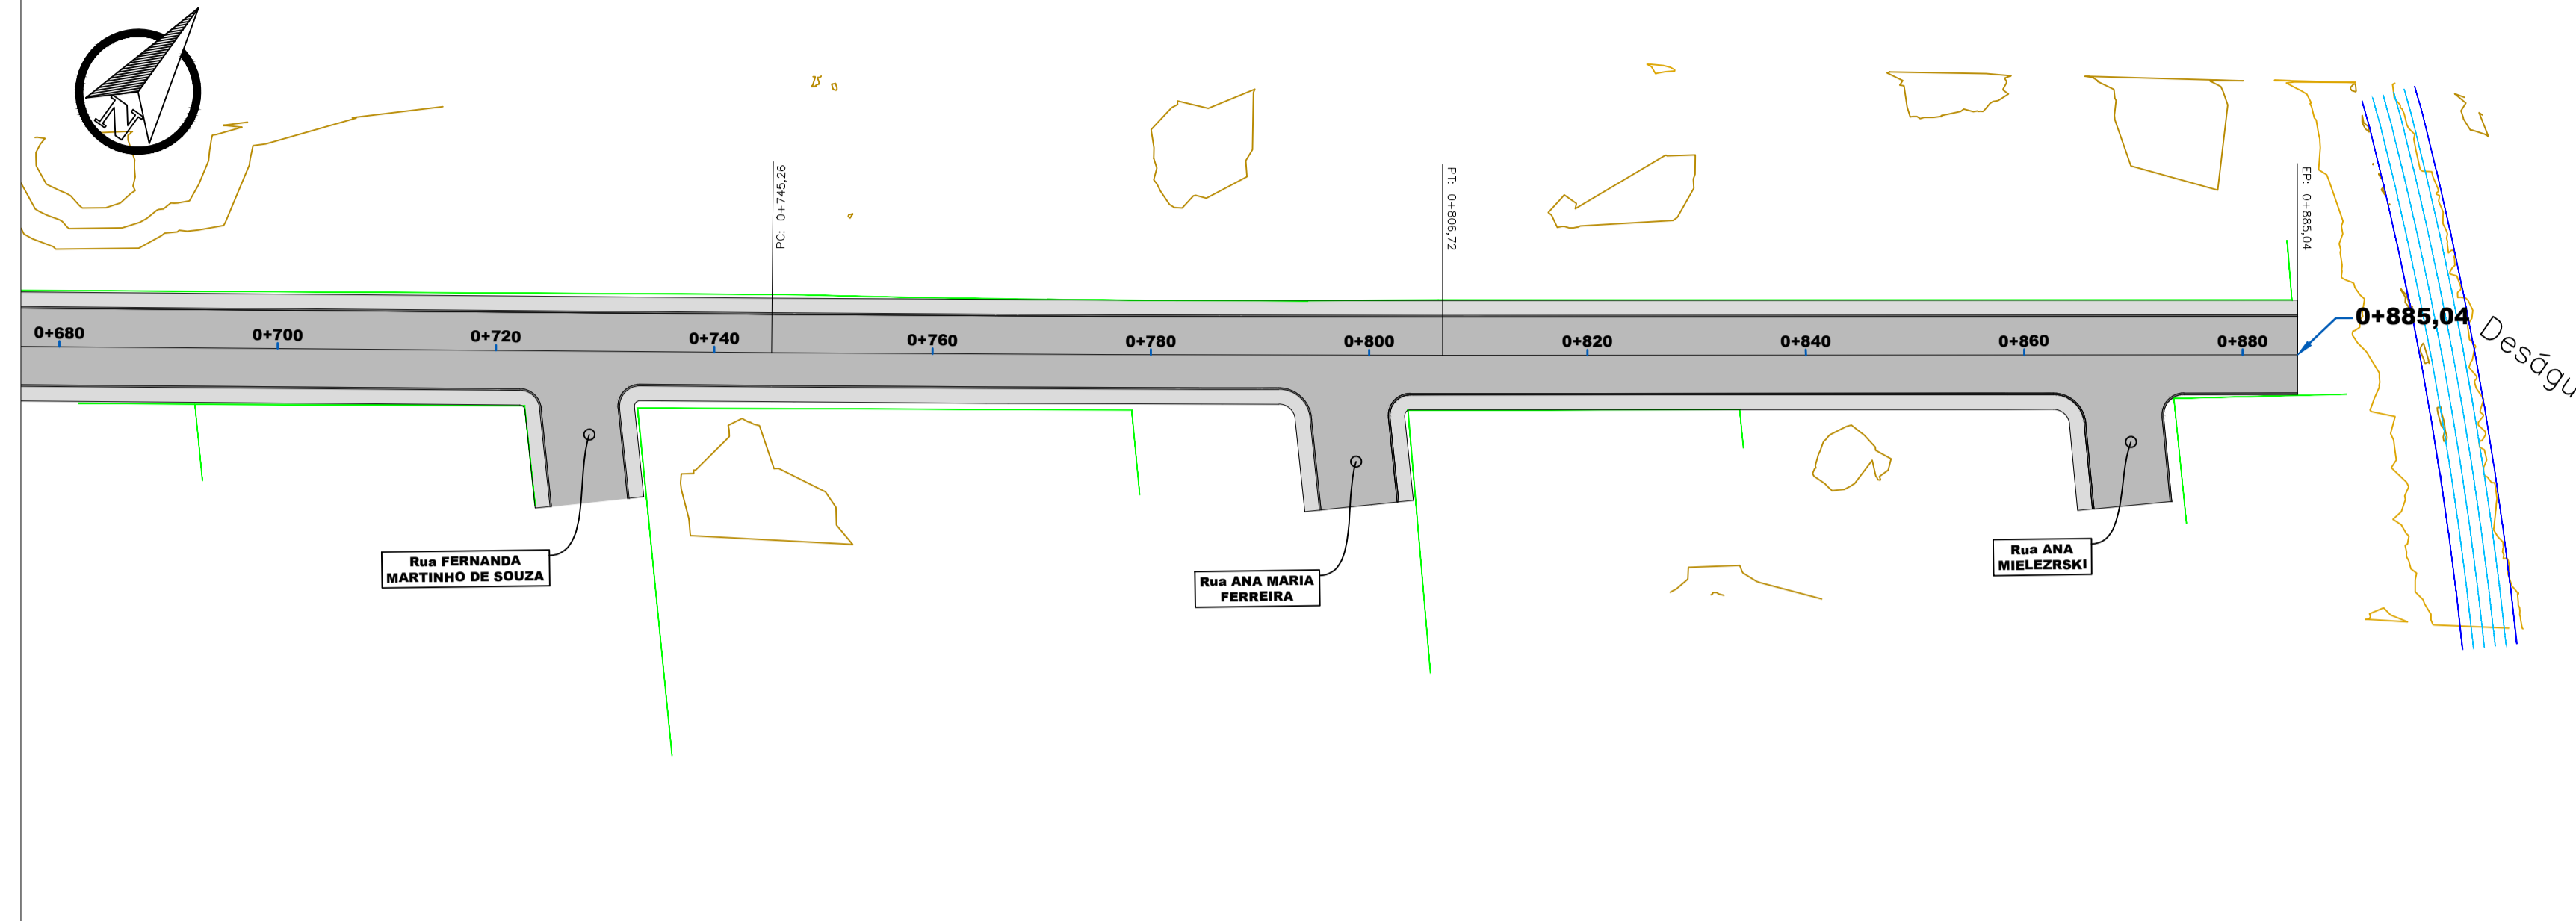 N
PC: 0+745,26
PT: 0+806,72
EP: 0+885,04
0+680
0+700
0+720
0+740
0+760
0+780
0+800
0+820
0+840
0+860
0+880
0+885,04
Deságu
Rua FERNANDA
MARTINHO DE SOUZA
Rua ANA MARIA
FERREIRA
Rua ANA
MIELEZRSKI